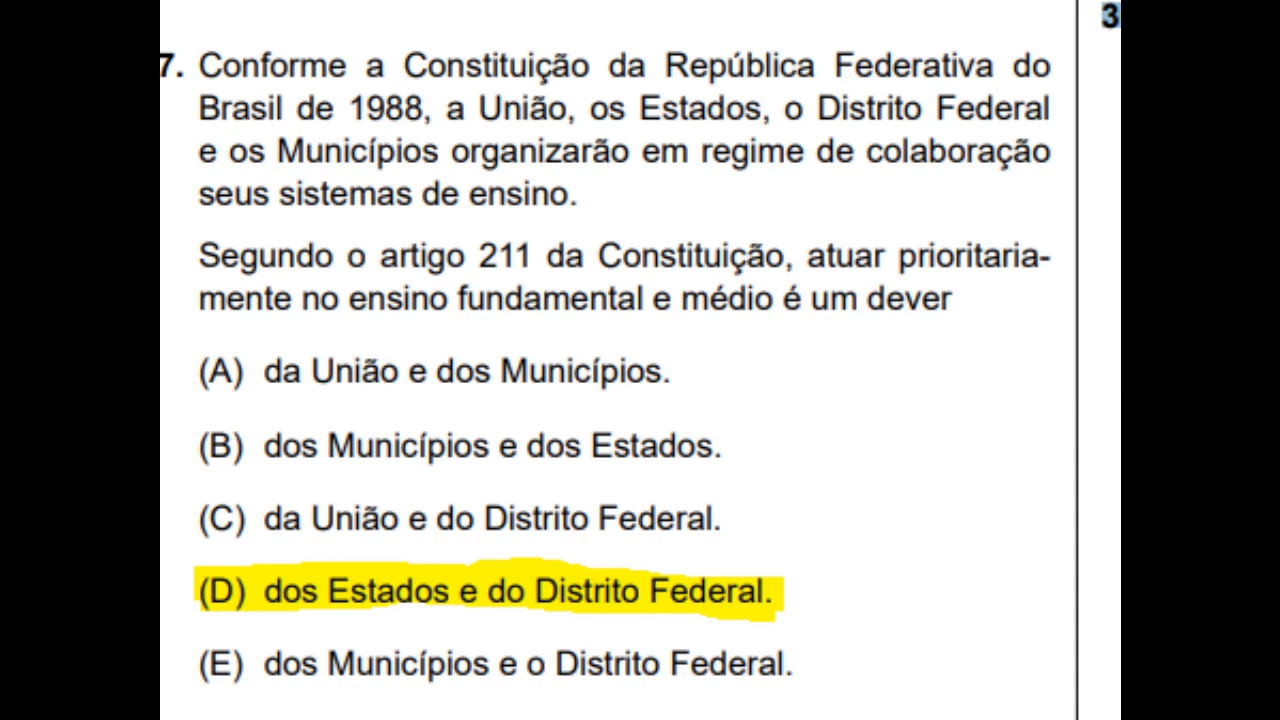 3
7. Conforme a Constituição da República Federativa do
Brasil de 1988, a União, os Estados, o Distrito Federal
e os Municípios organizarão em regime de colaboração
seus sistemas de ensino.
Segundo o artigo 211 da Constituição, atuar prioritaria-
mente no ensino fundamental e médio é um dever
(A) da União e dos Municípios.
(B) dos Municípios e dos Estados.
(C) da União e do Distrito Federal.
(D) dos Estados e do Distrito Federal.
(E) dos Municípios e o Distrito Federal.